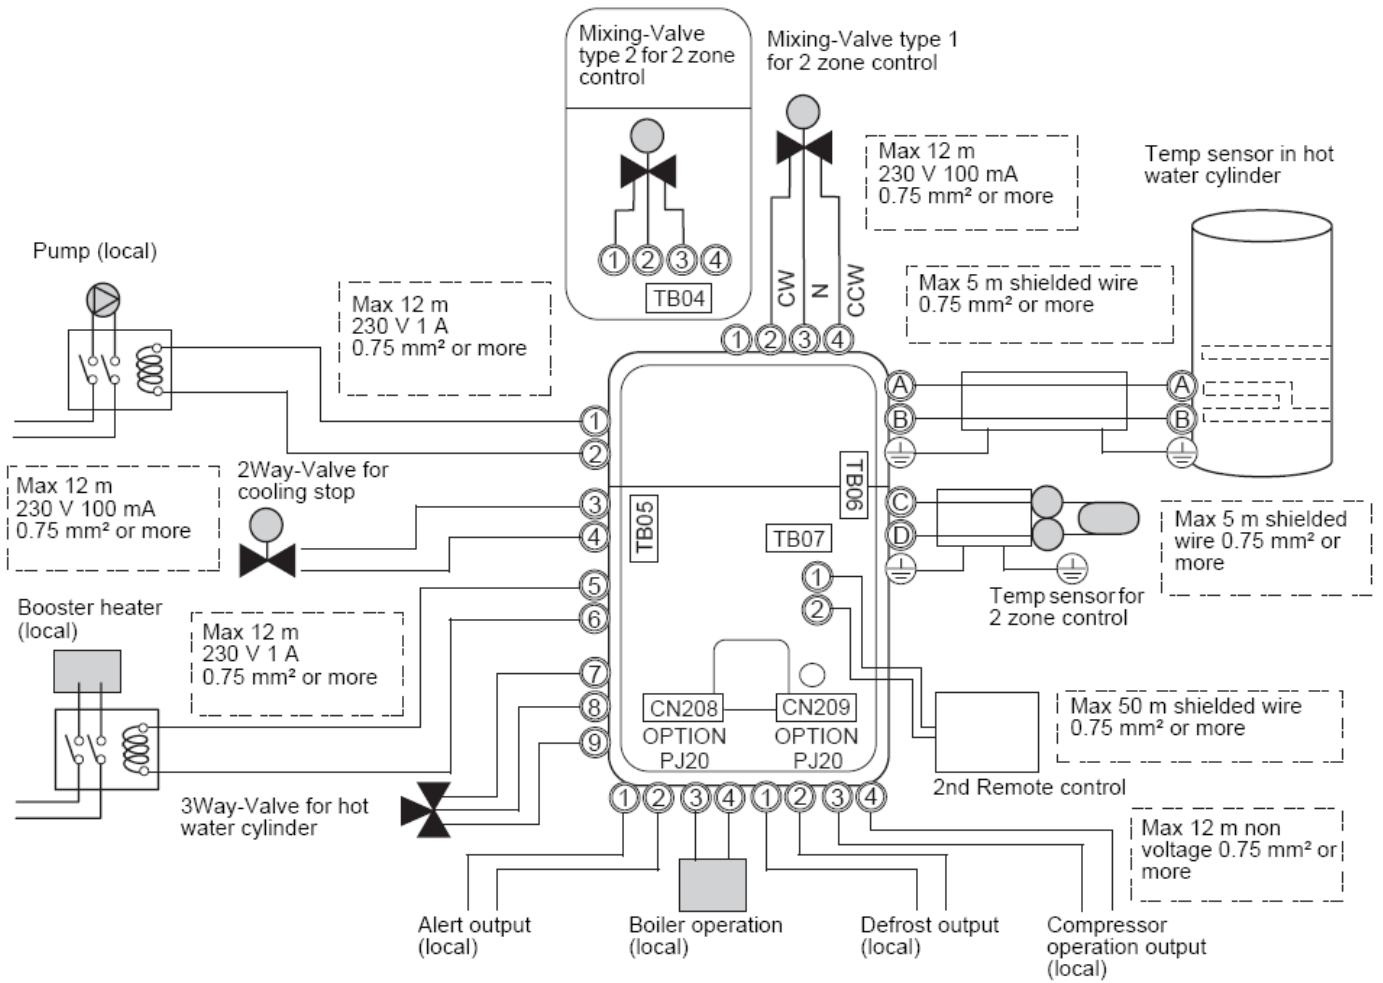 Mixing-Valve
type 2 for 2 zone
control
1 2 3 4
TB04
Mixing-Valve type 1
for 2 zone control
CW
N
CCW
1 2 3 4
Max 12 m
230 V 100 mA
0.75 mm² or more
Temp sensor in hot
water cylinder
Max 5 m shielded wire
0.75 mm² or more
Pump (local)
Max 12 m
230 V 1 A
0.75 mm² or more
1
2
A
B
A
B
Max 12 m
230 V 100 mA
0.75 mm² or more
2Way-Valve for
cooling stop
3
4
TB05
TB06
TB07
1
2
C
D
Max 5 m shielded
wire 0.75 mm² or
more
Temp sensor for
2 zone control
Booster heater
(local)
Max 12 m
230 V 1 A
0.75 mm² or more
5
6
7
8
9
CN208
OPTION
PJ20
CN209
OPTION
PJ20
2nd Remote control
Max 50 m shielded wire
0.75 mm² or more
3Way-Valve for hot
water cylinder
1 2 3 4 1 2 3 4
Max 12 m non
voltage 0.75 mm² or
more
Alert output
(local)
Boiler operation
(local)
Defrost output
(local)
Compressor
operation output
(local)